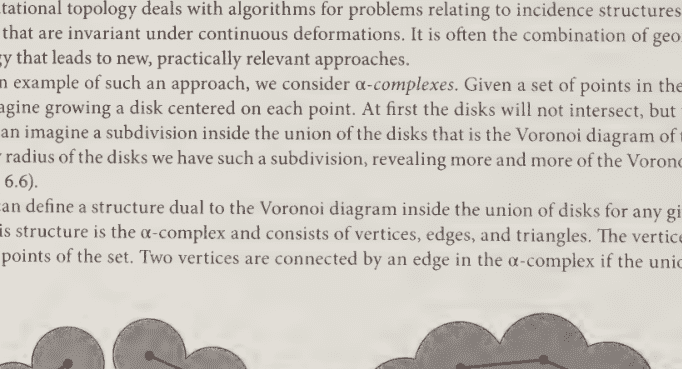 tational topology deals with algorithms for problems relating to incidence structures
that are invariant under continuous deformations. It is often the combination of geo
y that leads to new, practically relevant approaches.
n example of such an approach, we consider α-complexes. Given a set of points in the
agine growing a disk centered on each point. At first the disks will not intersect, but
an imagine a subdivision inside the union of the disks that is the Voronoi diagram of
radius of the disks we have such a subdivision, revealing more and more of the Vorono
6.6).
can define a structure dual to the Voronoi diagram inside the union of disks for any gi
is structure is the α-complex and consists of vertices, edges, and triangles. The vertice
points of the set. Two vertices are connected by an edge in the α-complex if the unio